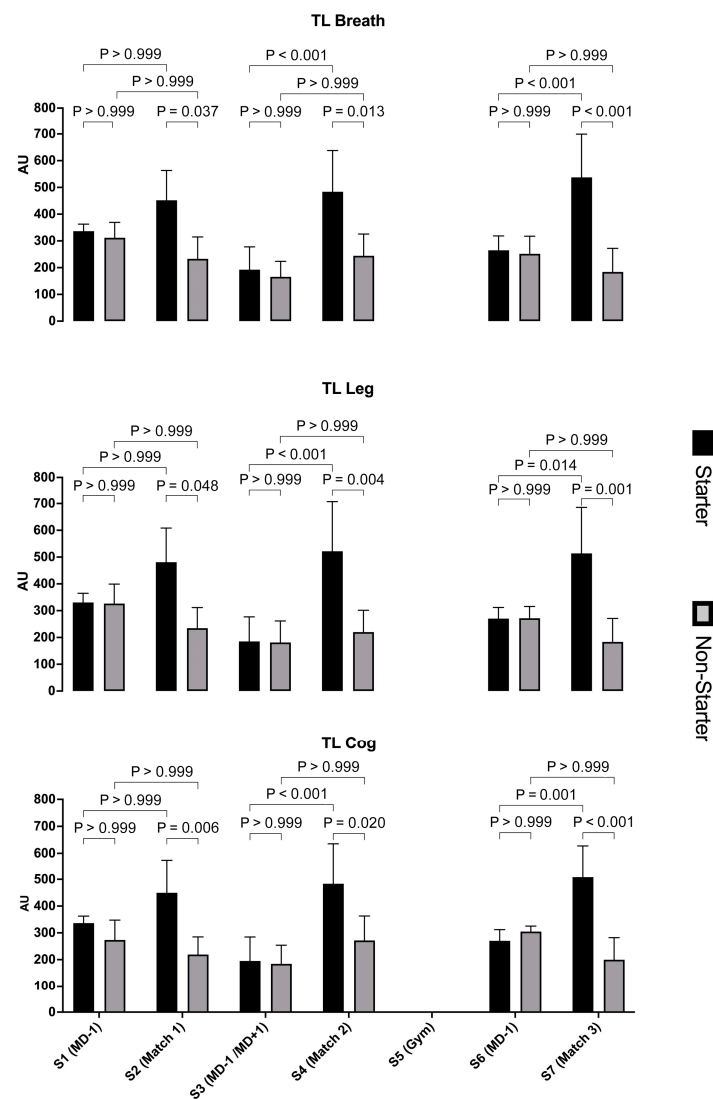 TL Breath
P > 0.999
P < 0.001
P > 0.999
P > 0.999
P > 0.999
P < 0.001
P > 0.999
P = 0.037
P > 0.999
P = 0.013
P > 0.999
P < 0.001
AU
800
700
600
500
400
300
200
100
0
TL Leg
P > 0.999
P > 0.999
P > 0.999
P > 0.999
P < 0.001
P = 0.014
P > 0.999
P = 0.048
P > 0.999
P = 0.004
P > 0.999
P = 0.001
AU
800
700
600
500
400
300
200
100
0
Starter
Non-Starter
TL Cog
P > 0.999
P > 0.999
P > 0.999
P > 0.999
P < 0.001
P = 0.001
P > 0.999
P = 0.006
P > 0.999
P = 0.020
P > 0.999
P < 0.001
AU
800
700
600
500
400
300
200
100
0
S1 (MD-1)
S2 (Match 1)
S3 (MD-1 /MD+1)
S4 (Match 2)
S5 (Gym)
S6 (MD-1)
S7 (Match 3)